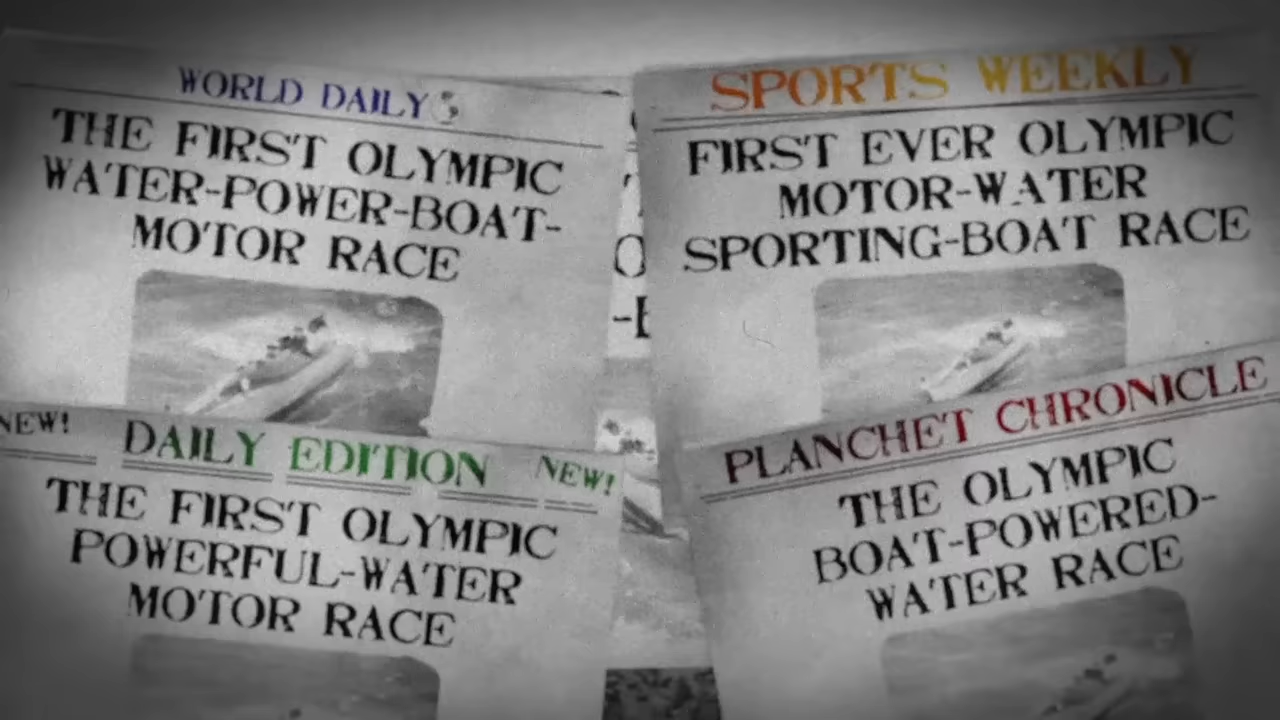 WORLD DAILY
THE FIRST OLYMPIC
WATER-POWER-BOAT-
MOTOR RACE
SPORTS WEEKLY
FIRST EVER OLYMPIC
MOTOR-WATER
SPORTING-BOAT RACE
NEW! DAILY EDITION NEW!
THE FIRST OLYMPIC
POWERFUL-WATER
MOTOR RACE
PLANCHET CHRONICLE
THE OLYMPIC
BOAT-POWERED-
WATER RACE